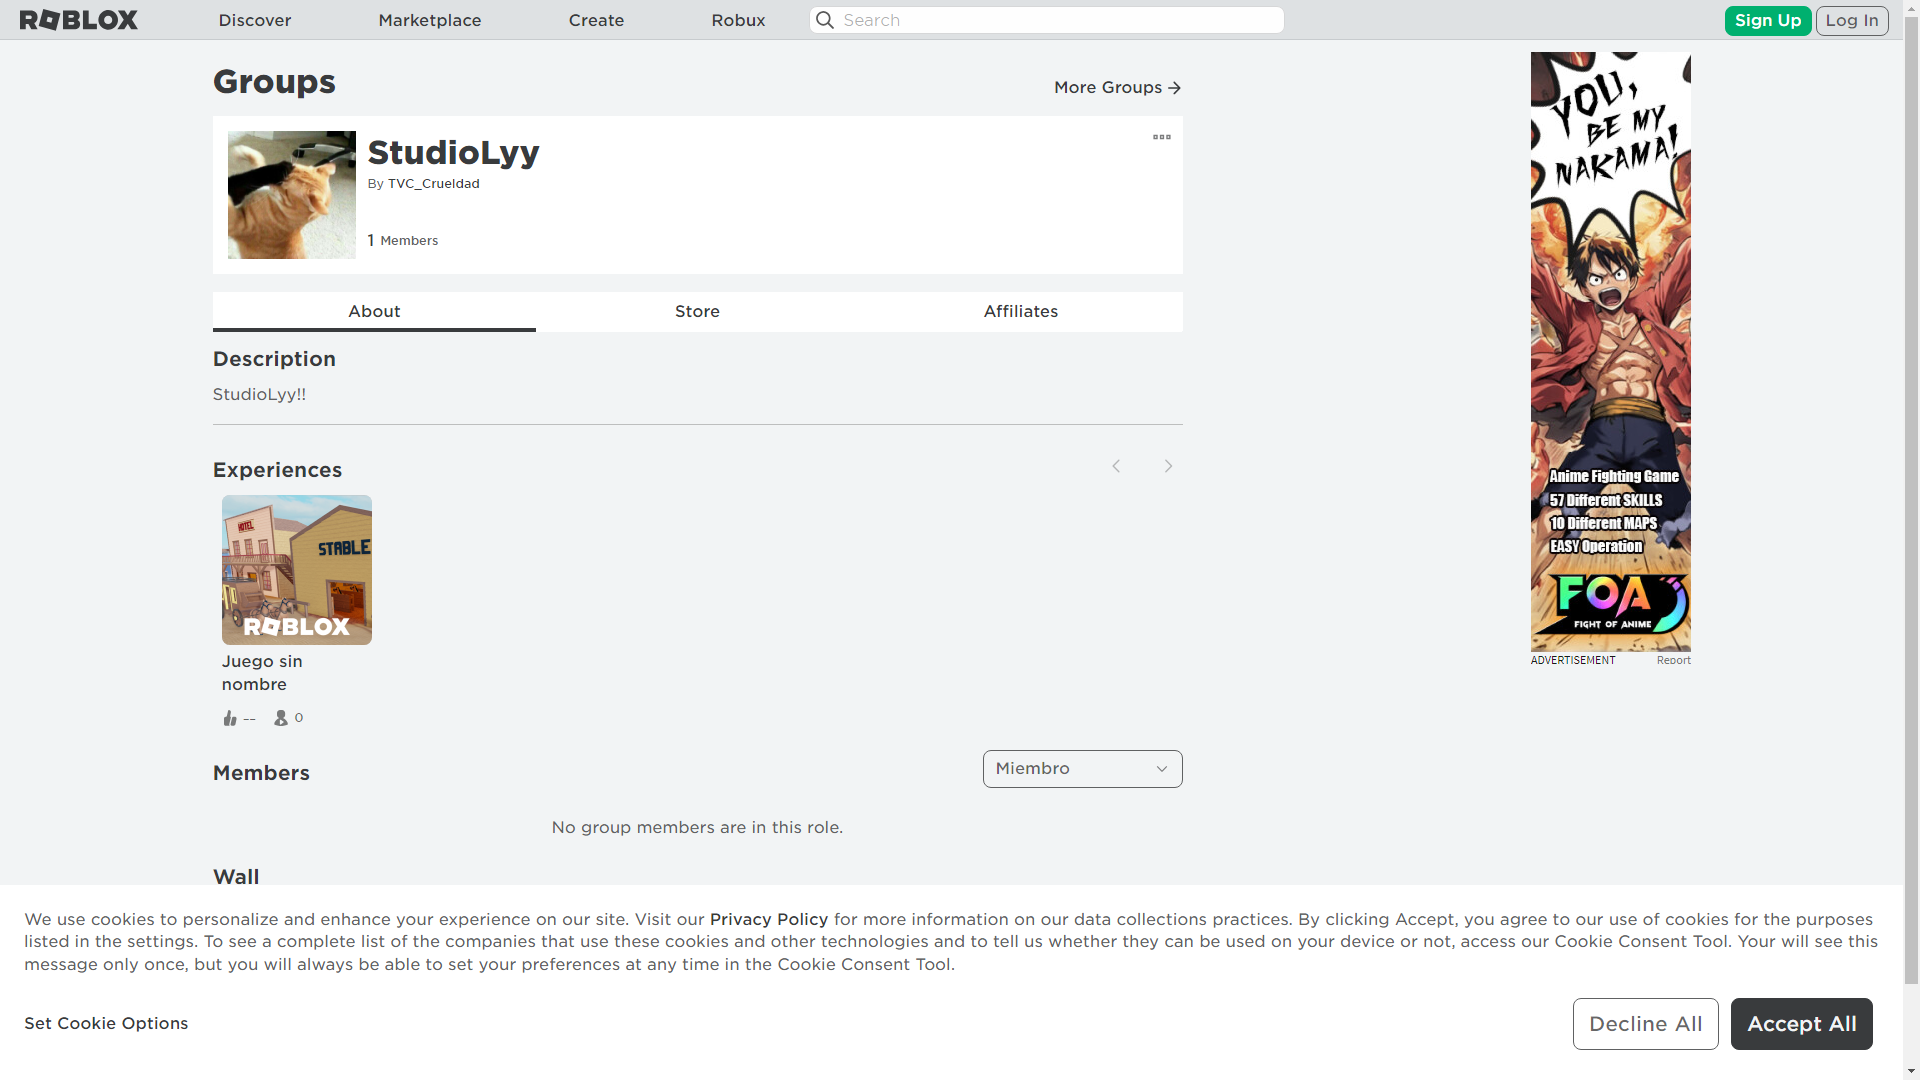 ROBLOX
Discover
Marketplace
Create
Robux
Search
Sign Up
Log In
Groups
More Groups
StudioLyy
By TVC_Crueldad
1 Members
About
Store
Affiliates
Description
StudioLyy!!
Experiences
HOTEL
STABLE
ROBLOX
Juego sin
nombre
--
0
Members
Miembro
No group members are in this role.
Wall
YOU,
BE MY
NAKAMA!
Anime Fighting Game
57 Different SKILLS
10 Different MAPS
EASY Operation
FOA
FIGHT OF ANIME
ADVERTISEMENT
Report
We use cookies to personalize and enhance your experience on our site. Visit our Privacy Policy for more information on our data collections practices. By clicking Accept, you agree to our use of cookies for the purposes
listed in the settings. To see a complete list of the companies that use these cookies and other technologies and to tell us whether they can be used on your device or not, access our Cookie Consent Tool. Your will see this
message only once, but you will always be able to set your preferences at any time in the Cookie Consent Tool.
Set Cookie Options
Decline All
Accept All